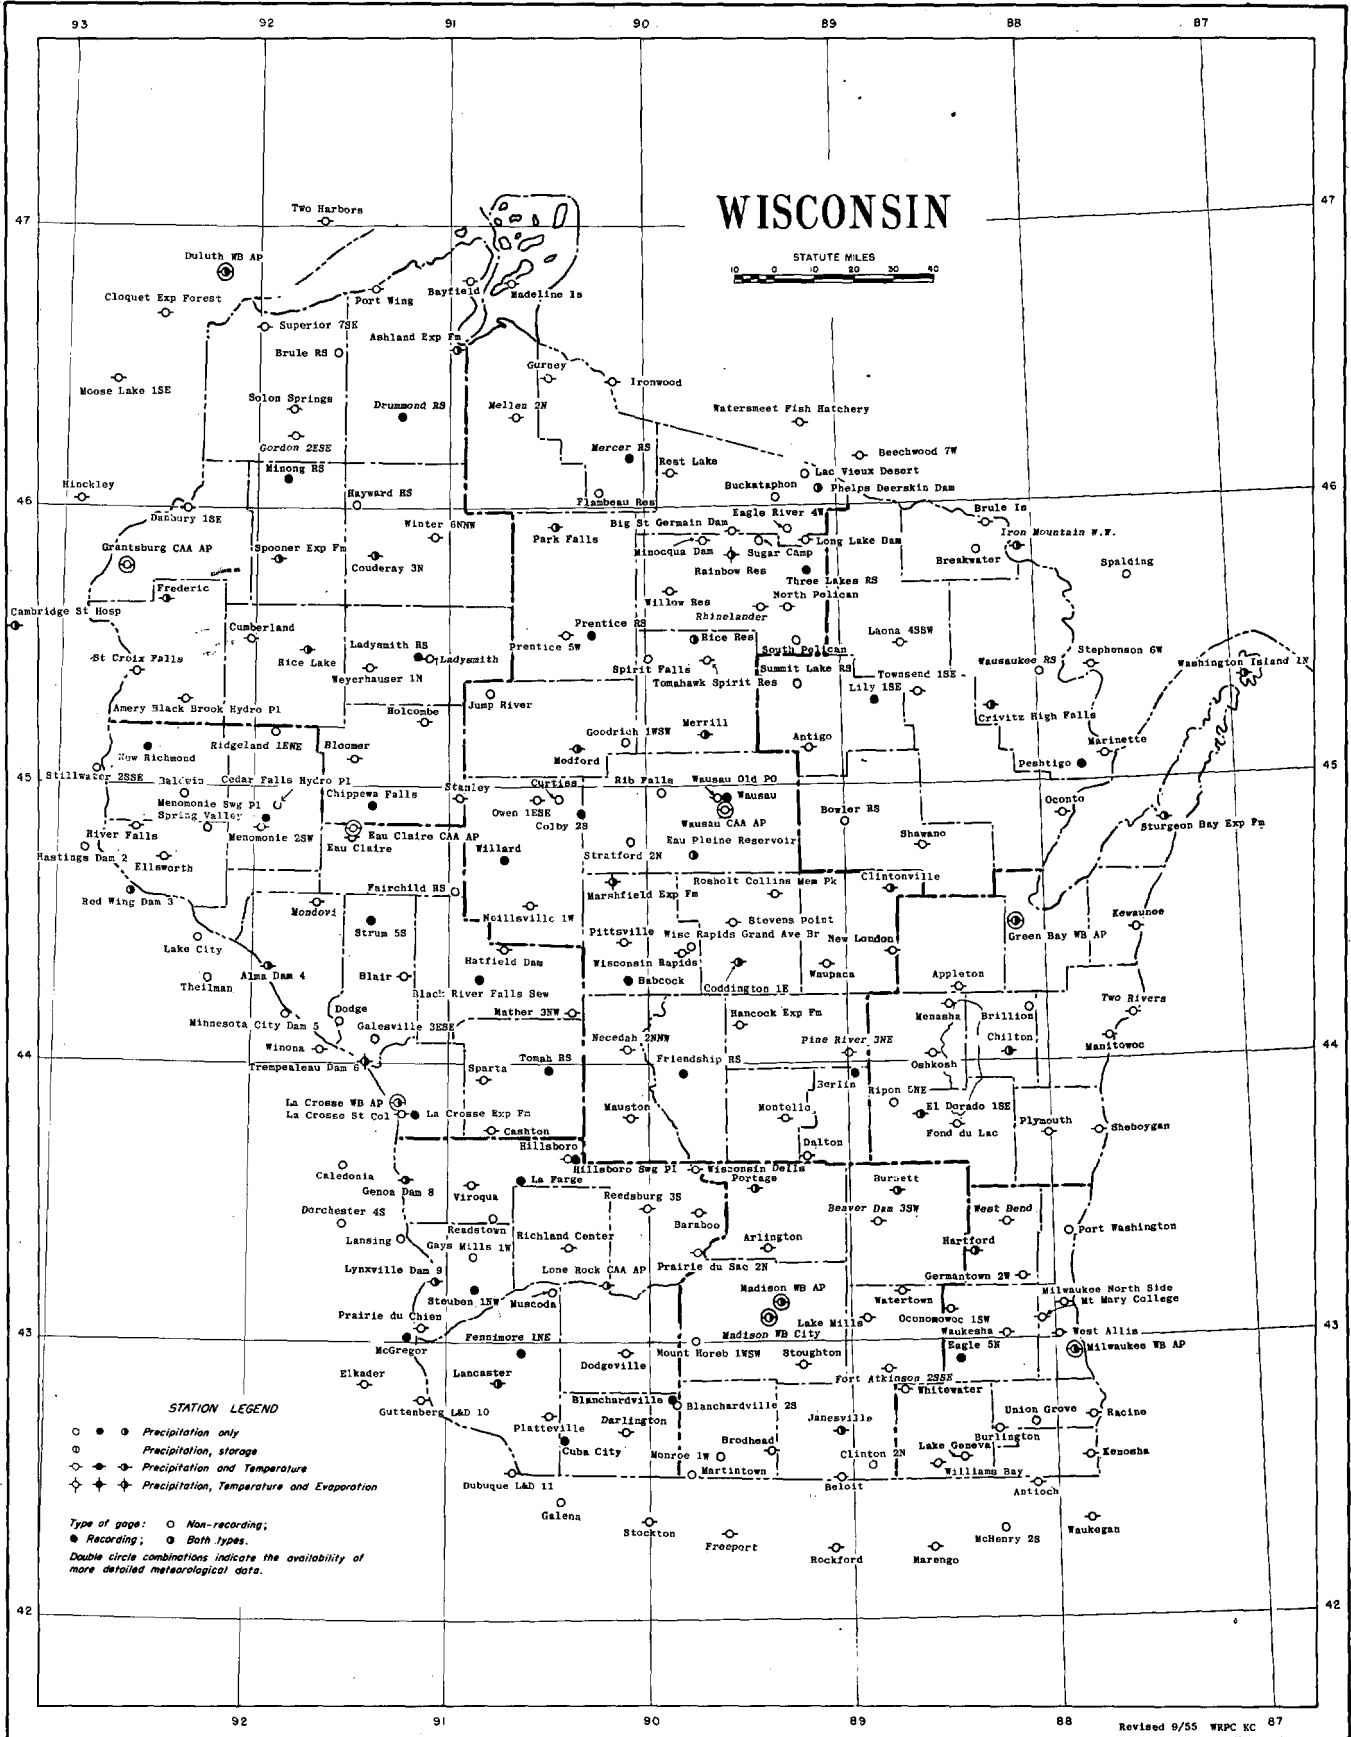 93 92 91 90 89 88 87
WISCONSIN
STATUTE MILES
10 0 10 20 30 40
47 47
Two Harbors
Duluth WB AP
Cloquet Exp Forest
Port Wing
Bayfield
Madeline Is
Superior 7SE
Ashland Exp Fm
Brule RS
Gurney
Ironwood
Moose Lake 1SE
Solon Springs
Drummond RS
Mellen 2N
Watersmeet Fish Hatchery
Gordon 2ESE
Mercer RS
Beechwood 7W
Minong RS
Rest Lake
Lac Vieux Desert
Hinckley
Hayward RS
Flambeau Res
Buckataphon
Phelps Deerskin Dam
46 46
Danbury 1SE
Winter 6NNW
Park Falls
Big St Germain Dam
Eagle River 4W
Brule Is
Iron Mountain W.W.
Grantsburg CAA AP
Spooner Exp Fm
Couderay 3N
Minocqua Dam
Sugar Camp
Long Lake Dam
Breakwater
Spalding
Rainbow Res
Three Lakes RS
Frederic
Willow Res
North Pelican
Cambridge St Hosp
Rhinelander
Cumberland
Prentice RS
Rice Res
Laona 4SSW
Ladysmith RS
Prentice 5W
South Pelican
St Croix Falls
Rice Lake
Ladysmith
Spirit Falls
Summit Lake RS
Wausaukee RS
Stephenson 6W
Washington Island 1N
Weyerhauser 1N
Tomahawk Spirit Res
Townsend 1SE
Lily 1SE
Amery Black Brook Hydro Pl
Holcombe
Jump River
Merrill
Crivitz High Falls
New Richmond
Ridgeland 1ENE
Bloomer
Medford
Goodrich 1WSW
Antigo
Marinette
Peshtigo
45 45
Stillwater 2SSE
Baldwin
Cedar Falls Hydro Pl
Stanley
Curtiss
Rib Falls
Wausau Old PO
Wausau
Menomonie Swg Pl
Chippewa Falls
Owen 1ESE
Colby 2S
Wausau CAA AP
Bowler RS
Oconto
River Falls
Spring Valley
Menomonie 2SW
Eau Claire CAA AP
Eau Claire
Shawano
Sturgeon Bay Exp Fm
Hastings Dam 2
Ellsworth
Willard
Stratford 2N
Eau Pleine Reservoir
Red Wing Dam 3
Mondovi
Fairchild RS
Marshfield Exp Fm
Rosholt Collins Mem Pk
Clintonville
Lake City
Strum 5S
Neillsville 1W
Stevens Point
Kewaunee
Pittsville
Wisc Rapids Grand Ave Br
New London
Green Bay WB AP
Theilman
Alma Dam 4
Blair
Hatfield Dam
Wisconsin Rapids
Waupaca
Babcock
Coddington 1E
Appleton
Black River Falls Sew
Two Rivers
Minnesota City Dam 5
Dodge
Mather 3NW
Hancock Exp Fm
Menasha
Brillion
Galesville 3ESE
Winona
Necedah 2NNW
Pine River 3NE
Chilton
Manitowoc
44 44
Trempealeau Dam 6
Sparta
Tomah RS
Friendship RS
Oshkosh
Berlin
La Crosse WB AP
La Crosse St Col
La Crosse Exp Fm
Mauston
Montello
El Dorado 1SE
Fond du Lac
Plymouth
Sheboygan
Cashton
Hillsboro
Dalton
Caledonia
Hillsboro Swg Pl
Wisconsin Dells
Genoa Dam 8
La Farge
Portage
Burnett
Viroqua
Dorchester 4S
Reedsburg 3S
Beaver Dam 3SW
West Bend
Port Washington
Lansing
Readstown
Baraboo
Gays Mills 1W
Richland Center
Arlington
Hartford
Prairie du Sac 2N
Lynxville Dam 9
Lone Rock CAA AP
Germantown 2W
Steuben 1NW
Muscoda
Madison WB AP
Watertown
Milwaukee North Side
Mt Mary College
Prairie du Chien
Lake Mills
Oconomowoc 1SW
43 43
McGregor
Fennimore 1NE
Madison WB City
Waukesha
West Allis
Dodgeville
Mount Horeb 1WSW
Stoughton
Eagle 5N
Milwaukee WB AP
Elkader
Lancaster
Fort Atkinson 2SSE
Whitewater
Guttenberg L&D 10
Blanchardville
Blanchardville 2S
Union Grove
Racine
Platteville
Darlington
Janesville
Burlington
Cuba City
Monroe 1W
Brodhead
Clinton 2N
Lake Geneva
Kenosha
Dubuque L&D 11
Martintown
Beloit
Williams Bay
Antioch
Galena
Stockton
Freeport
Rockford
Marengo
McHenry 2S
Waukegan
STATION LEGEND
Precipitation only
Precipitation, storage
Precipitation and Temperature
Precipitation, Temperature and Evaporation
Type of gage: Non-recording;
Recording; Both types.
Double circle combinations indicate the availability of
more detailed meteorological data.
42 42
92 91 90 89 88 87
Revised 9/55 WRPC KC